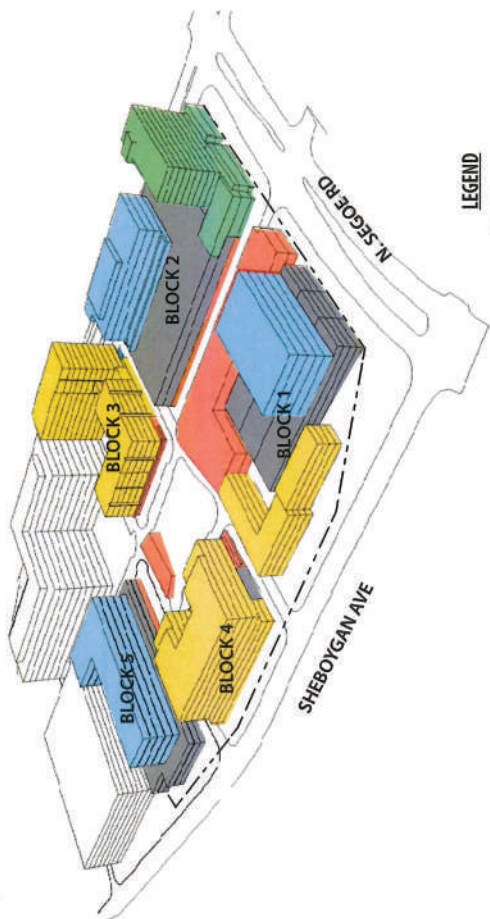 BLOCK 2
BLOCK 3
BLOCK 1
BLOCK 5
BLOCK 4
N. SEGOE RD
SHEBOYGAN AVE
LEGEND